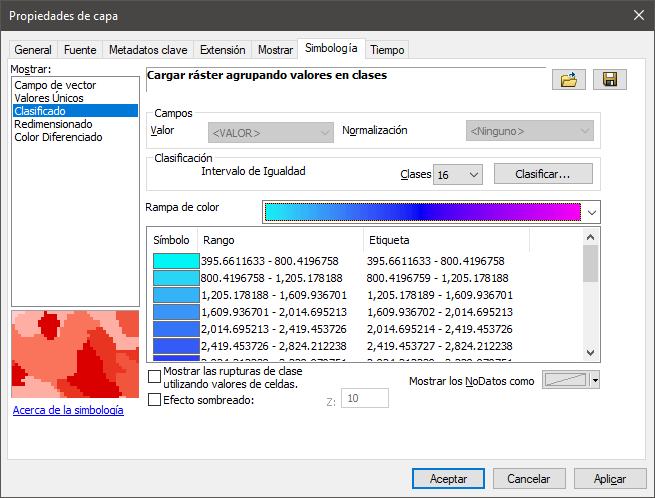 Propiedades de capa
General Fuente Metadatos clave Extensión Mostrar Simbología Tiempo
Mostrar:
Campo de vector
Valores Únicos
Clasificado
Redimensionado
Color Diferenciado
Acerca de la simbología
Cargar ráster agrupando valores en clases
Campos
Valor <VALOR> Normalización <Ninguno>
Clasificación
Intervalo de Igualdad Clases 16 Clasificar...
Rampa de color
Símbolo Rango Etiqueta
395.6611633 - 800.4196758 395.6611633 - 800.4196758
800.4196758 - 1,205.178188 800.4196759 - 1,205.178188
1,205.178188 - 1,609.936701 1,205.178189 - 1,609.936701
1,609.936701 - 2,014.695213 1,609.936702 - 2,014.695213
2,014.695213 - 2,419.453726 2,014.695214 - 2,419.453726
2,419.453726 - 2,824.212238 2,419.453727 - 2,824.212238
Mostrar las rupturas de clase
utilizando valores de celdas.
Mostrar los NoDatos como
Efecto sombreado: Z: 10
Aceptar Cancelar Aplicar